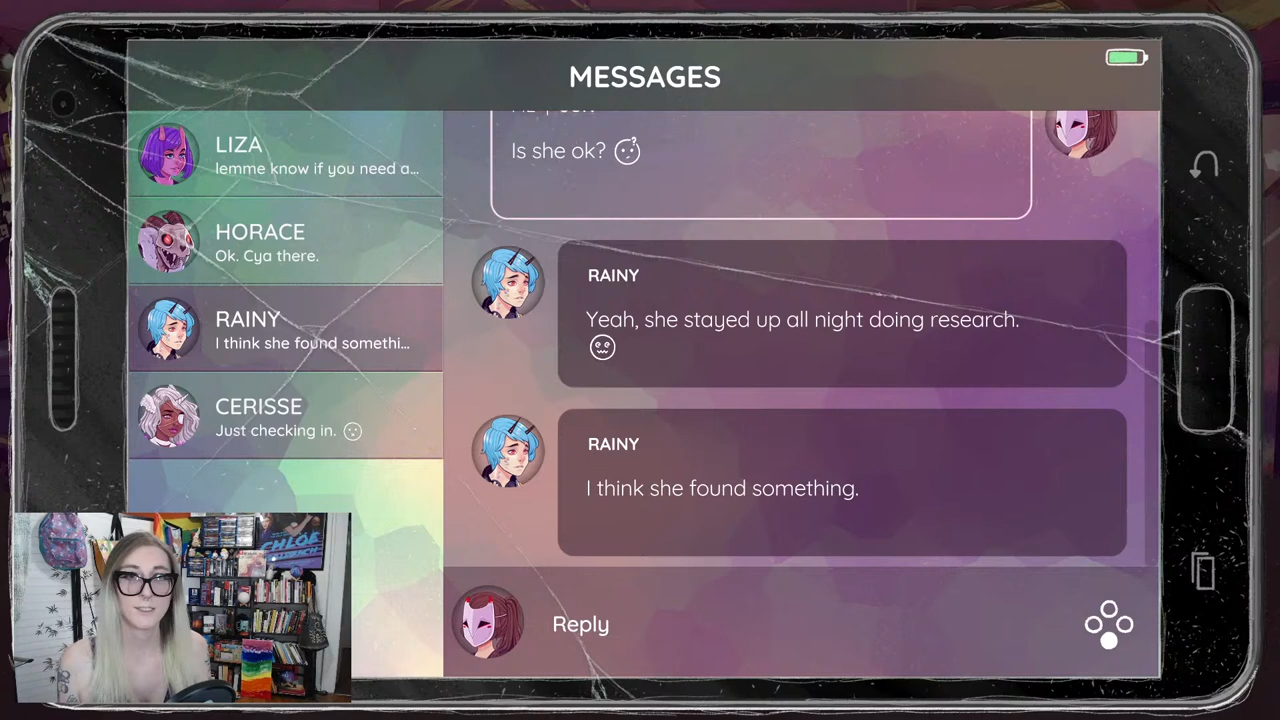 MESSAGES
LIZA
lemme know if you need a...
HORACE
Ok. Cya there.
RAINY
I think she found somethi...
CERISSE
Just checking in.
Is she ok?
RAINY
Yeah, she stayed up all night doing research.
RAINY
I think she found something.
Reply
CHLOE